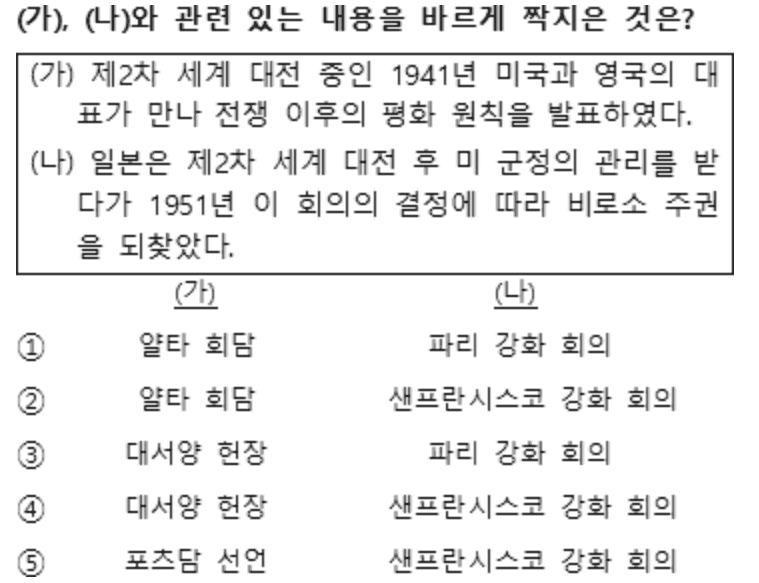 (가), (나)와 관련 있는 내용을 바르게 짝지은 것은?
(가) 제2차 세계 대전 중인 1941년 미국과 영국의 대
표가 만나 전쟁 이후의 평화 원칙을 발표하였다.
(나) 일본은 제2차 세계 대전 후 미 군정의 관리를 받
다가 1951년 이 회의의 결정에 따라 비로소 주권
을 되찾았다.
(가) (나)
① 얄타 회담 파리 강화 회의
② 얄타 회담 샌프란시스코 강화 회의
③ 대서양 헌장 파리 강화 회의
④ 대서양 헌장 샌프란시스코 강화 회의
⑤ 포츠담 선언 샌프란시스코 강화 회의